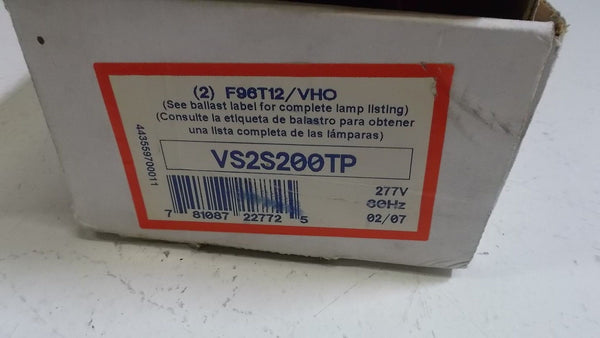 (2) F96T12/VHO
(See ballast label for complete lamp listing)
(Consulte la etiqueta de balastro para obtener
una lista completa de las lámparas)
VS2S200TP
277V
60Hz
02/07
7 81087 22772 5
443559700011